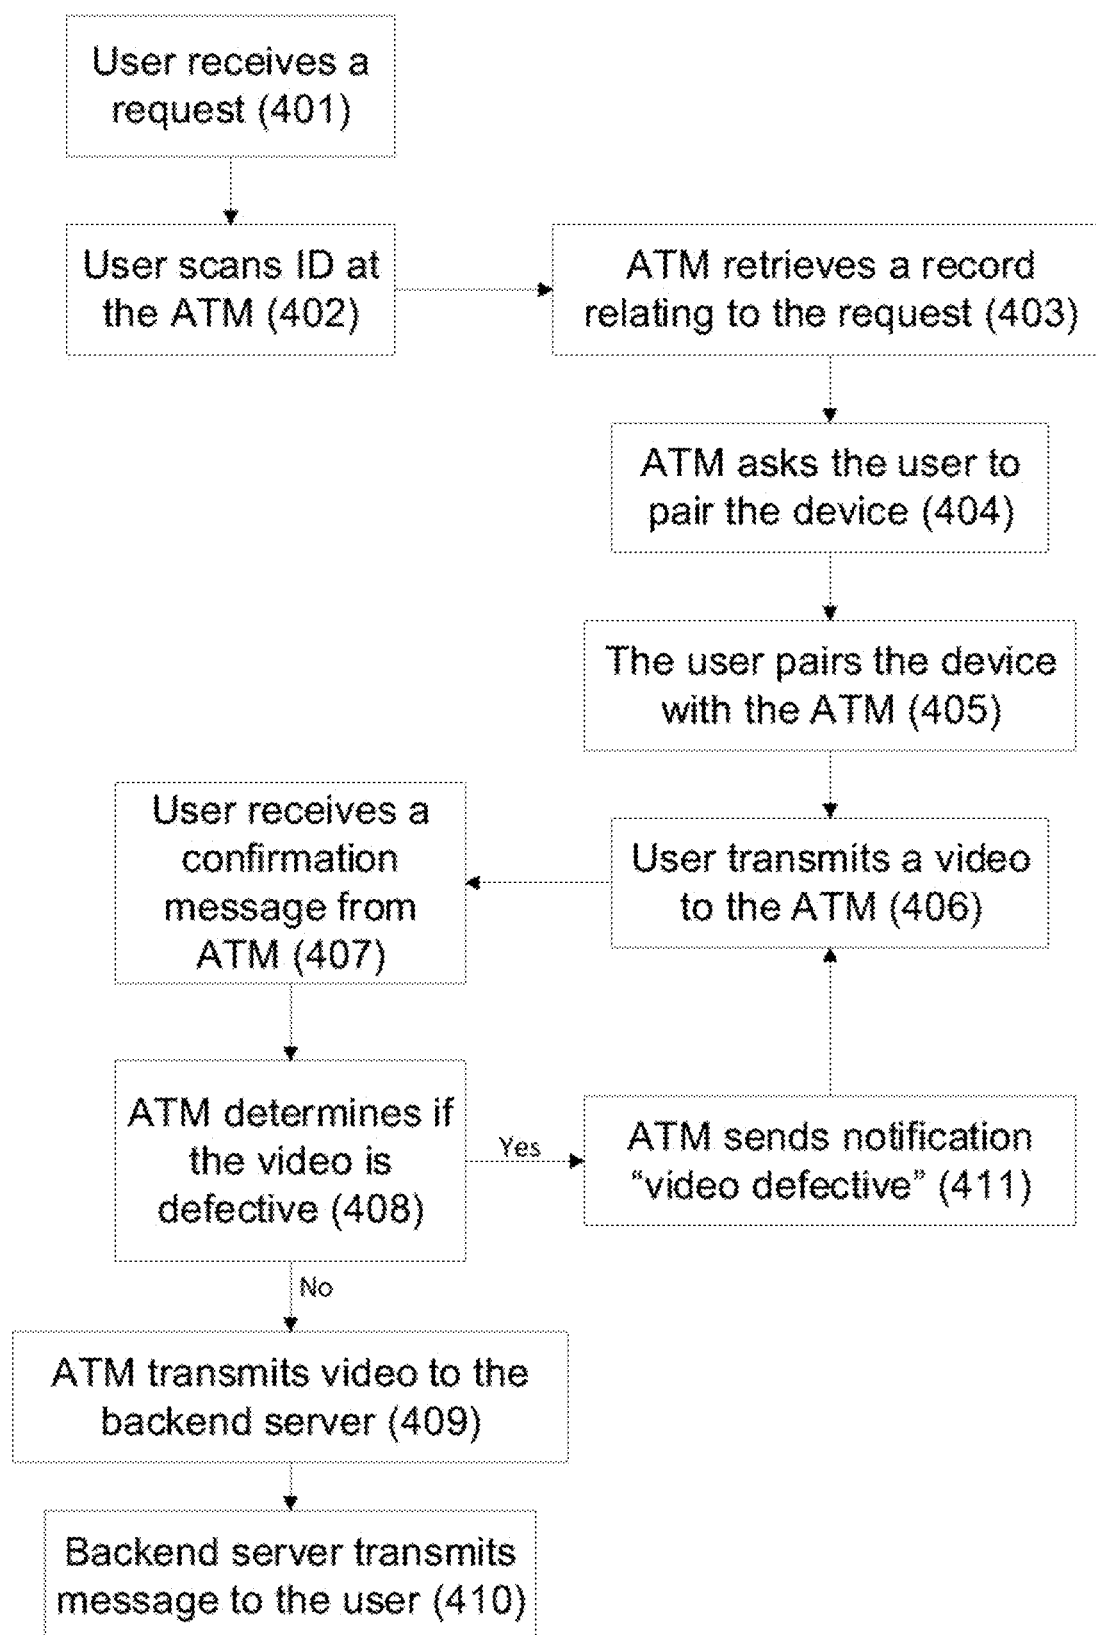 User receives a
request (401)
User scans ID at
the ATM (402)
ATM retrieves a record
relating to the request (403)
ATM asks the user to
pair the device (404)
The user pairs the device
with the ATM (405)
User transmits a video
to the ATM (406)
User receives a
confirmation
message from
ATM (407)
ATM determines if
the video is
defective (408)
Yes
ATM sends notification
“video defective” (411)
No
ATM transmits video to the
backend server (409)
Backend server transmits
message to the user (410)